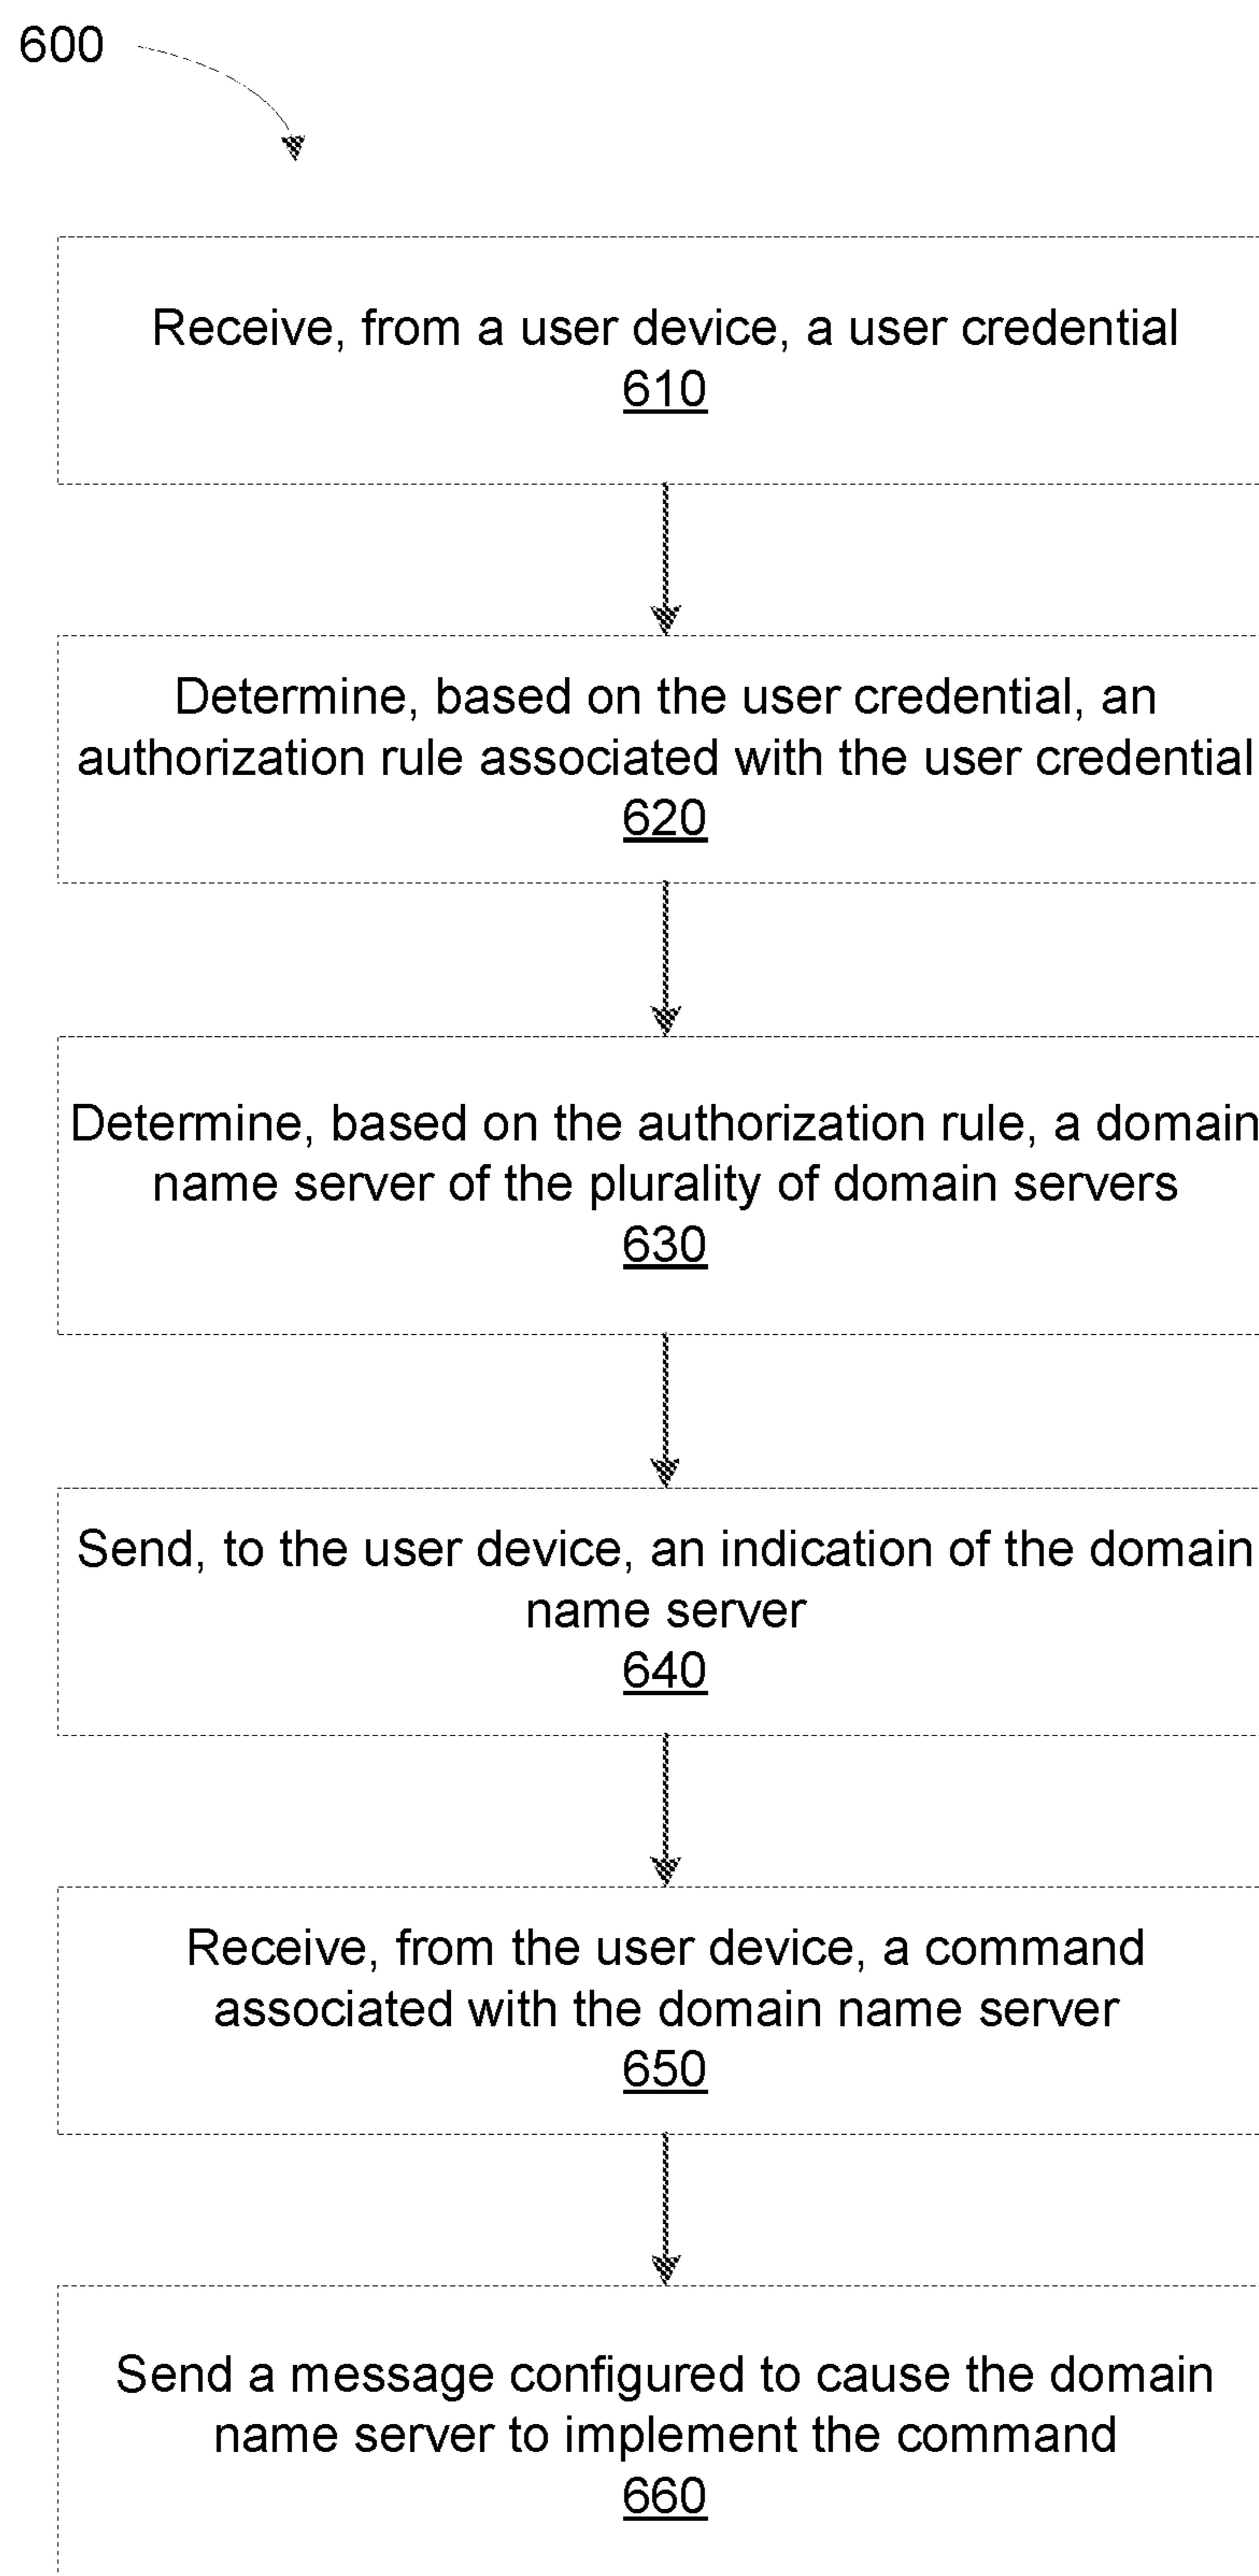 600
Receive, from a user device, a user credential
610
Determine, based on the user credential, an
authorization rule associated with the user credential
620
Determine, based on the authorization rule, a domain
name server of the plurality of domain servers
630
Send, to the user device, an indication of the domain
name server
640
Receive, from the user device, a command
associated with the domain name server
650
Send a message configured to cause the domain
name server to implement the command
660